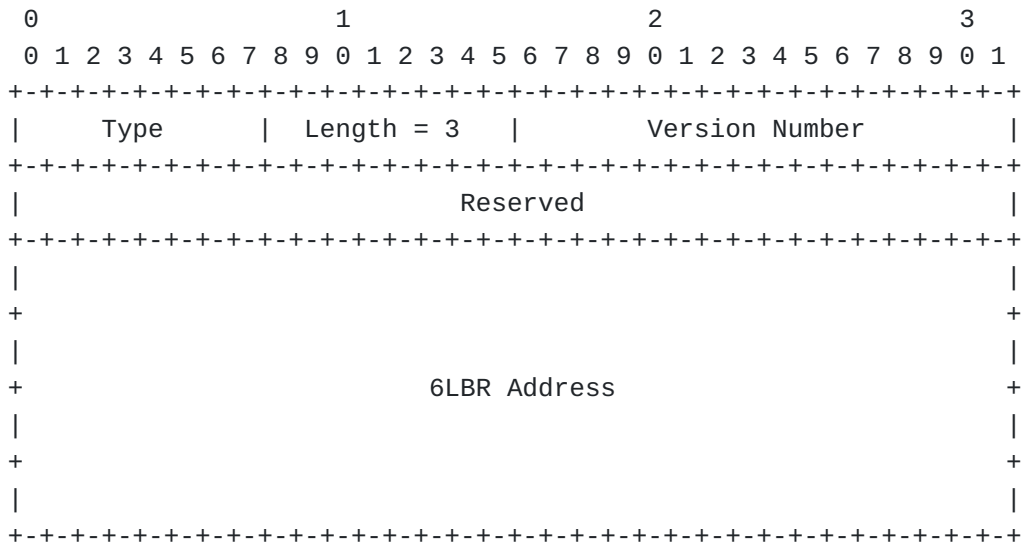 0                   1                   2                   3
 0 1 2 3 4 5 6 7 8 9 0 1 2 3 4 5 6 7 8 9 0 1 2 3 4 5 6 7 8 9 0 1
+-+-+-+-+-+-+-+-+-+-+-+-+-+-+-+-+-+-+-+-+-+-+-+-+-+-+-+-+-+-+-+-+
|     Type      |  Length = 3   |        Version Number         |
+-+-+-+-+-+-+-+-+-+-+-+-+-+-+-+-+-+-+-+-+-+-+-+-+-+-+-+-+-+-+-+-+
|                            Reserved                           |
+-+-+-+-+-+-+-+-+-+-+-+-+-+-+-+-+-+-+-+-+-+-+-+-+-+-+-+-+-+-+-+-+
|                                                               |
+                                                               +
|                                                               |
+                          6LBR Address                         +
|                                                               |
+                                                               +
|                                                               |
+-+-+-+-+-+-+-+-+-+-+-+-+-+-+-+-+-+-+-+-+-+-+-+-+-+-+-+-+-+-+-+-+